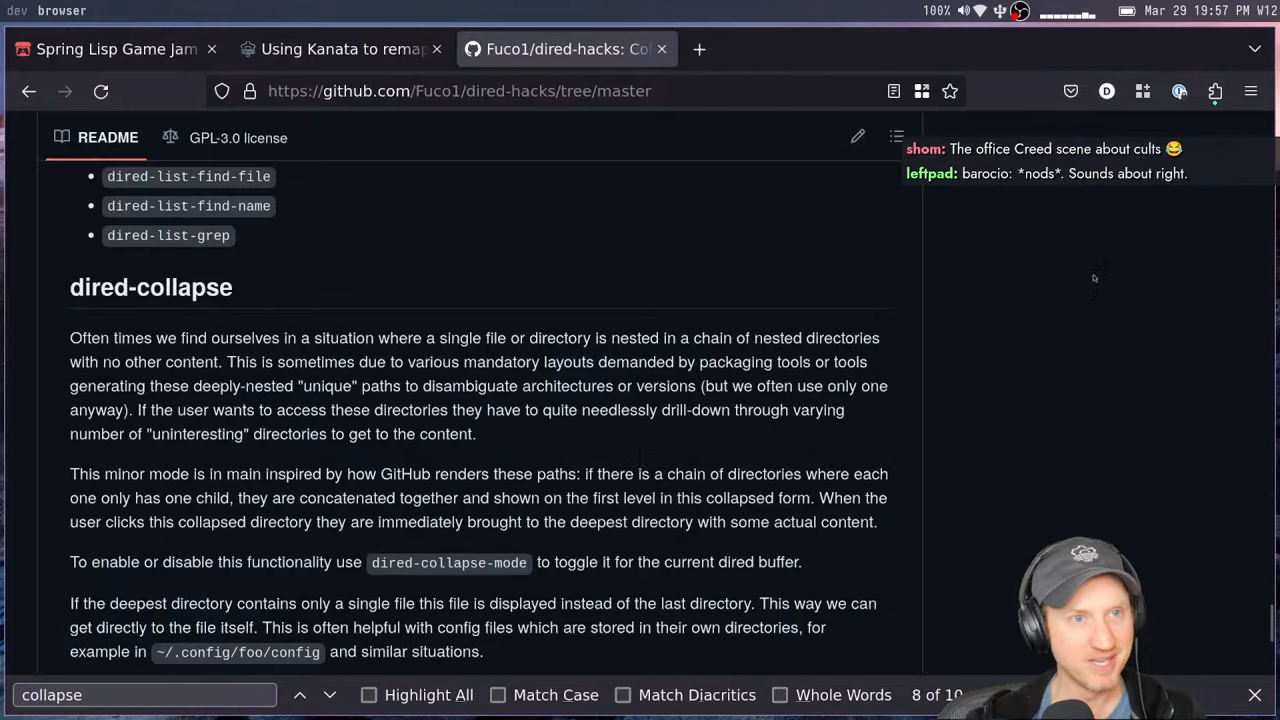 dev browser
100% Mar 29 19:57 W12
Spring Lisp Game Jam
Using Kanata to remap
Fuco1/dired-hacks: Col
https://github.com/Fuco1/dired-hacks/tree/master
D
README
GPL-3.0 license
shom: The office Creed scene about cults 😂
leftpad: barocio: *nods*. Sounds about right.
dired-list-find-file
dired-list-find-name
dired-list-grep
dired-collapse
Often times we find ourselves in a situation where a single file or directory is nested in a chain of nested directories
with no other content. This is sometimes due to various mandatory layouts demanded by packaging tools or tools
generating these deeply-nested "unique" paths to disambiguate architectures or versions (but we often use only one
anyway). If the user wants to access these directories they have to quite needlessly drill-down through varying
number of "uninteresting" directories to get to the content.
This minor mode is in main inspired by how GitHub renders these paths: if there is a chain of directories where each
one only has one child, they are concatenated together and shown on the first level in this collapsed form. When the
user clicks this collapsed directory they are immediately brought to the deepest directory with some actual content.
To enable or disable this functionality use dired-collapse-mode to toggle it for the current dired buffer.
If the deepest directory contains only a single file this file is displayed instead of the last directory. This way we can
get directly to the file itself. This is often helpful with config files which are stored in their own directories, for
example in ~/.config/foo/config and similar situations.
collapse
Highlight All
Match Case
Match Diacritics
Whole Words
8 of 10